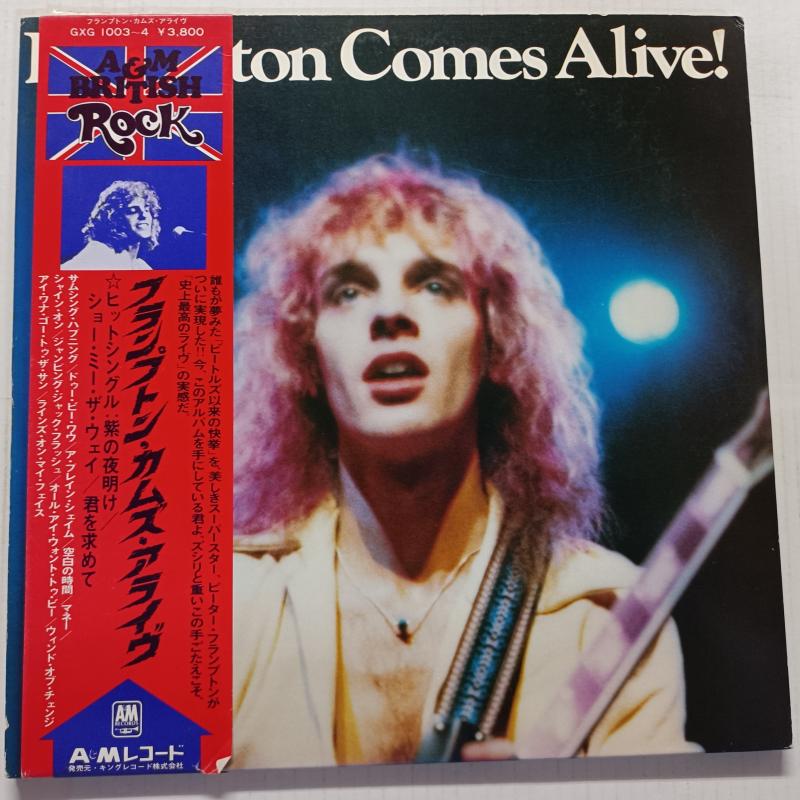 フランプトン・カムズ・アライヴ
GXG 1003~4 ¥3,800
ton Comes Alive!
A&M
BRITISH
Rock
誰もが夢みた「ビートルズ以来の快挙」を、美しきスーパースター、ピーター・フランプトンが
ついに実現した!!今、このアルバムを手にしている君よ、ズシリと重いこの手ごたえこそ、
「史上最高のライヴ」の実感だ。
フランプトン・カムズ・アライヴ
☆ヒットシングル:紫の夜明け/
ショー・ミー・ザ・ウェイ/君を求めて
サムシング・ハプニング/ドゥー・ビー・ワウ/ア・プレイン・シェイム/空白の時間/マネー/
シャイン・オン/ジャンピング・ジャック・フラッシュ/オール・アイ・ウォント・トゥ・ビー/ウィンド・オブ・チェンジ
アイ・ワナ・ゴー・トゥ・ザ・サン/ラインズ・オン・マイ・フェイス
AM
RECORDS
A&Mレコード
発売元・キングレコード株式会社